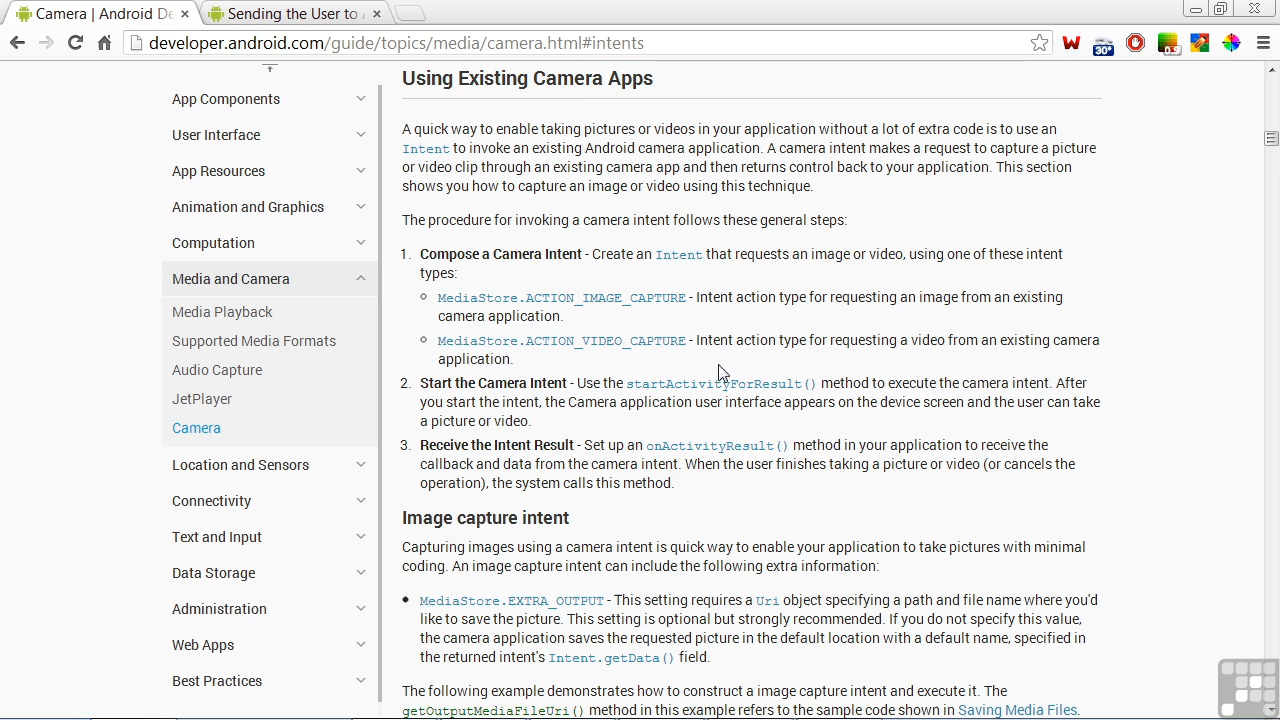 Camera | Android De
Sending the User to
developer.android.com/guide/topics/media/camera.html#intents
W
30°
0.3
App Components
User Interface
App Resources
Animation and Graphics
Computation
Media and Camera
Media Playback
Supported Media Formats
Audio Capture
JetPlayer
Camera
Location and Sensors
Connectivity
Text and Input
Data Storage
Administration
Web Apps
Best Practices
Using Existing Camera Apps
A quick way to enable taking pictures or videos in your application without a lot of extra code is to use an
Intent to invoke an existing Android camera application. A camera intent makes a request to capture a picture
or video clip through an existing camera app and then returns control back to your application. This section
shows you how to capture an image or video using this technique.
The procedure for invoking a camera intent follows these general steps:
1. Compose a Camera Intent - Create an Intent that requests an image or video, using one of these intent
types:
MediaStore.ACTION_IMAGE_CAPTURE - Intent action type for requesting an image from an existing
camera application.
MediaStore.ACTION_VIDEO_CAPTURE - Intent action type for requesting a video from an existing camera
application.
2. Start the Camera Intent - Use the startActivityForResult() method to execute the camera intent. After
you start the intent, the Camera application user interface appears on the device screen and the user can take
a picture or video.
3. Receive the Intent Result - Set up an onActivityResult() method in your application to receive the
callback and data from the camera intent. When the user finishes taking a picture or video (or cancels the
operation), the system calls this method.
Image capture intent
Capturing images using a camera intent is quick way to enable your application to take pictures with minimal
coding. An image capture intent can include the following extra information:
MediaStore.EXTRA_OUTPUT - This setting requires a Uri object specifying a path and file name where you'd
like to save the picture. This setting is optional but strongly recommended. If you do not specify this value,
the camera application saves the requested picture in the default location with a default name, specified in
the returned intent's Intent.getData() field.
The following example demonstrates how to construct a image capture intent and execute it. The
getOutputMediaFileUri() method in this example refers to the sample code shown in Saving Media Files.